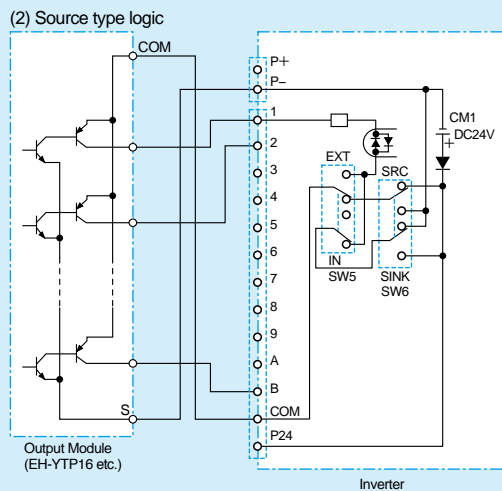 (2) Source type logic
COM
P+
P−
1
2
3
4
5
6
7
8
9
A
B
COM
P24
EXT
IN
SW5
SRC
SINK
SW6
CM1
DC24V
+
S
Output Module
(EH-YTP16 etc.)
Inverter